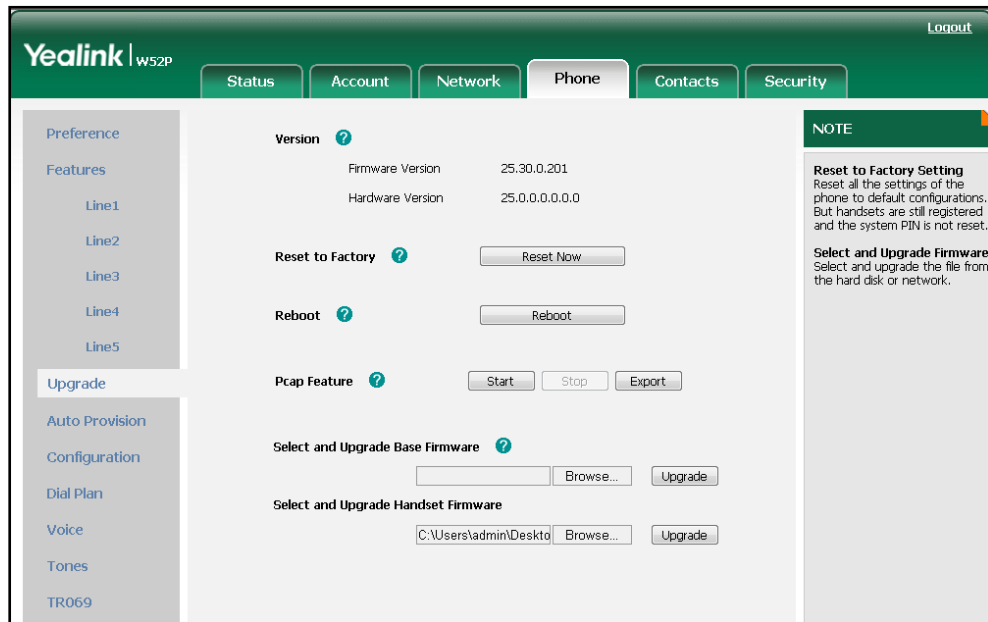 Logout
Yealink | W52P
Status
Account
Network
Phone
Contacts
Security
Preference
Features
Line1
Line2
Line3
Line4
Line5
Upgrade
Auto Provision
Configuration
Dial Plan
Voice
Tones
TR069
Version ?
Firmware Version 25.30.0.201
Hardware Version 25.0.0.0.0.0.0
Reset to Factory ? Reset Now
Reboot ? Reboot
Pcap Feature ? Start Stop Export
Select and Upgrade Base Firmware ?
Browse... Upgrade
Select and Upgrade Handset Firmware
C:\Users\admin\Deskto Browse... Upgrade
NOTE
Reset to Factory Setting
Reset all the settings of the
phone to default configurations.
But handsets are still registered
and the system PIN is not reset.
Select and Upgrade Firmware
Select and upgrade the file from
the hard disk or network.